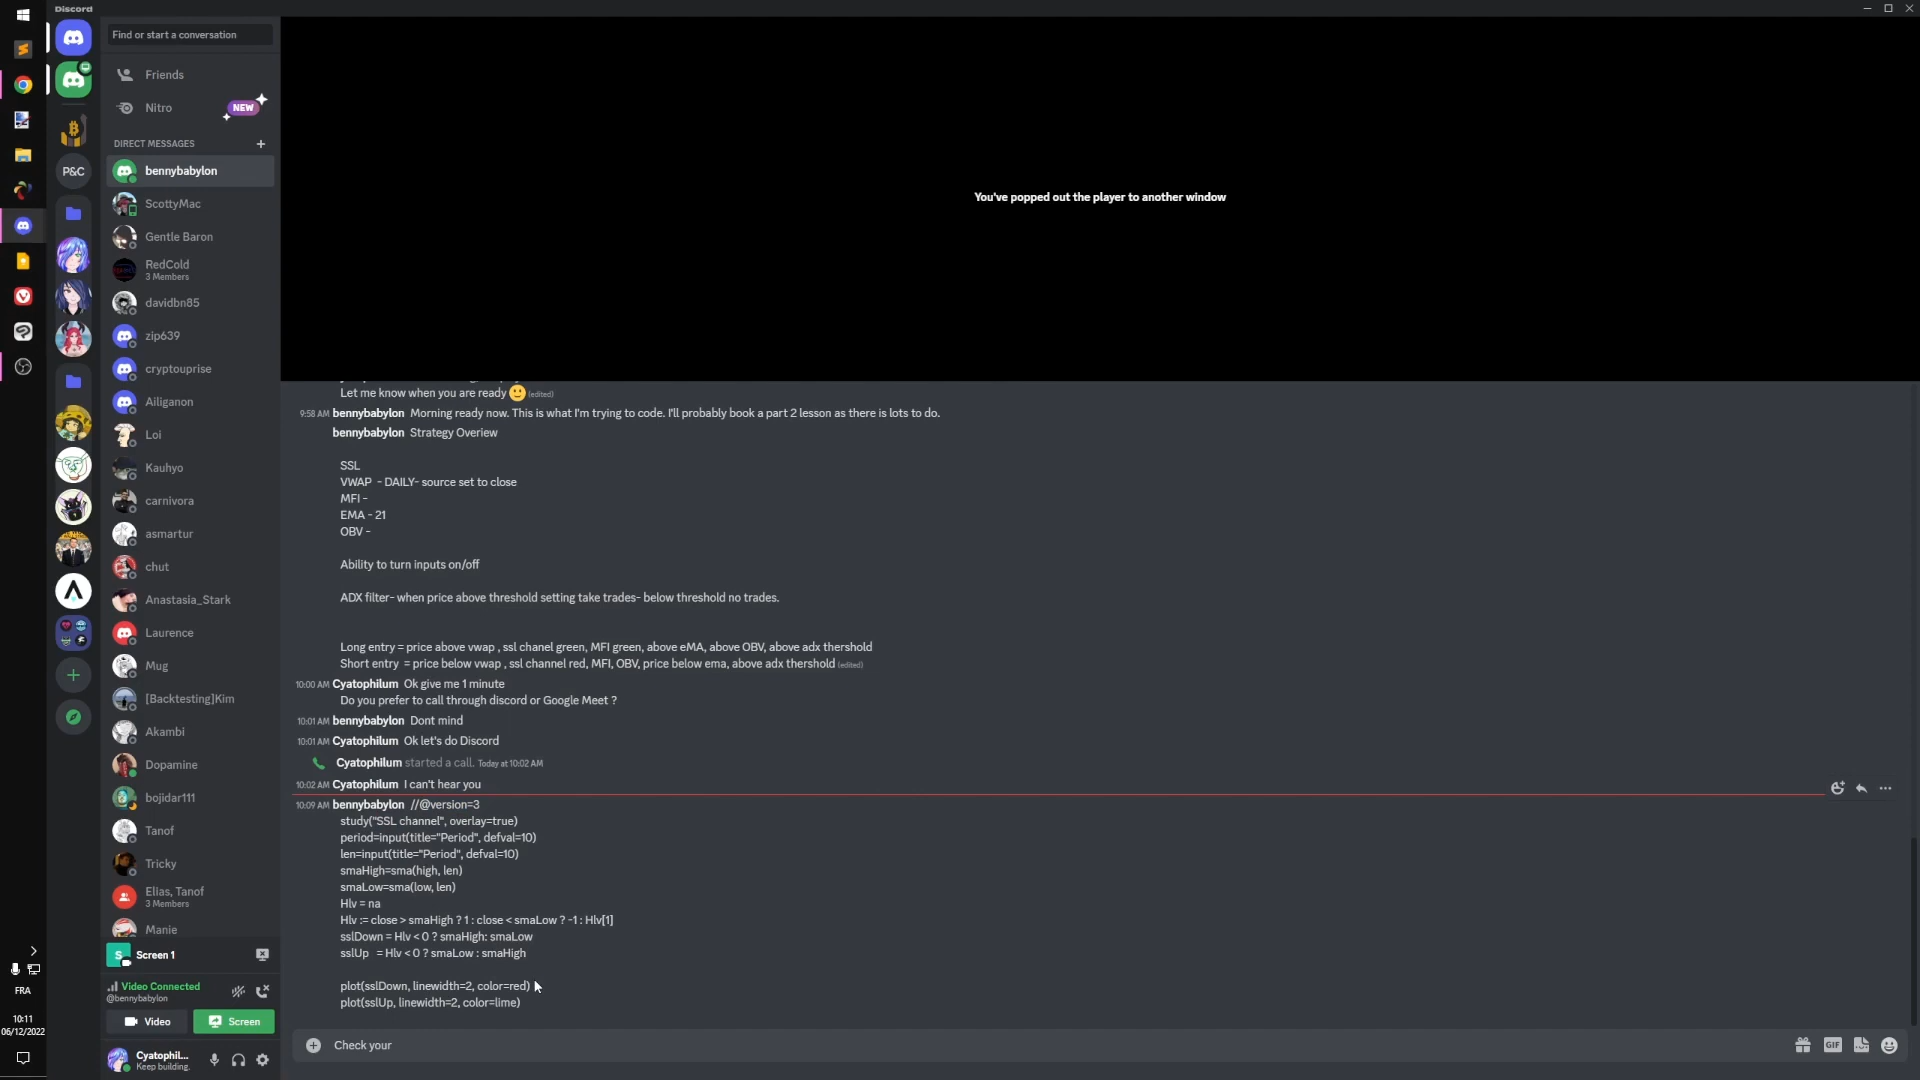 Discord
Find or start a conversation
Friends
Nitro
NEW
DIRECT MESSAGES
P&C
bennybabylon
ScottyMac
Gentle Baron
RedCold
3 Members
davidbn85
zip639
cryptouprise
Ailiganon
Loi
Kauhyo
carnivora
asmartur
chut
Anastasia_Stark
Laurence
Mug
[Backtesting]Kim
Akambi
Dopamine
bojidar111
Tanof
Tricky
Elias, Tanof
3 Members
Manie
S Screen 1
Video Connected
@bennybabylon
Video
Screen
Cyatophil...
Keep building.
FRA
10:11
06/12/2022
You've popped out the player to another window
Let me know when you are ready 🙂 (edited)
9:58 AM bennybabylon Morning ready now. This is what I'm trying to code. I'll probably book a part 2 lesson as there is lots to do.
bennybabylon Strategy Overiew
SSL
VWAP - DAILY- source set to close
MFI -
EMA - 21
OBV -
Ability to turn inputs on/off
ADX filter- when price above threshold setting take trades- below threshold no trades.
Long entry = price above vwap , ssl chanel green, MFI green, above eMA, above OBV, above adx thershold
Short entry = price below vwap , ssl channel red, MFI, OBV, price below ema, above adx thershold (edited)
10:00 AM Cyatophilum Ok give me 1 minute
Do you prefer to call through discord or Google Meet ?
10:01 AM bennybabylon Dont mind
10:01 AM Cyatophilum Ok let's do Discord
Cyatophilum started a call. Today at 10:02 AM
10:02 AM Cyatophilum I can't hear you
10:09 AM bennybabylon //@version=3
study("SSL channel", overlay=true)
period=input(title="Period", defval=10)
len=input(title="Period", defval=10)
smaHigh=sma(high, len)
smaLow=sma(low, len)
Hlv = na
Hlv := close > smaHigh ? 1 : close < smaLow ? -1 : Hlv[1]
sslDown = Hlv < 0 ? smaHigh: smaLow
sslUp = Hlv < 0 ? smaLow : smaHigh
plot(sslDown, linewidth=2, color=red)
plot(sslUp, linewidth=2, color=lime)
Check your
GIF